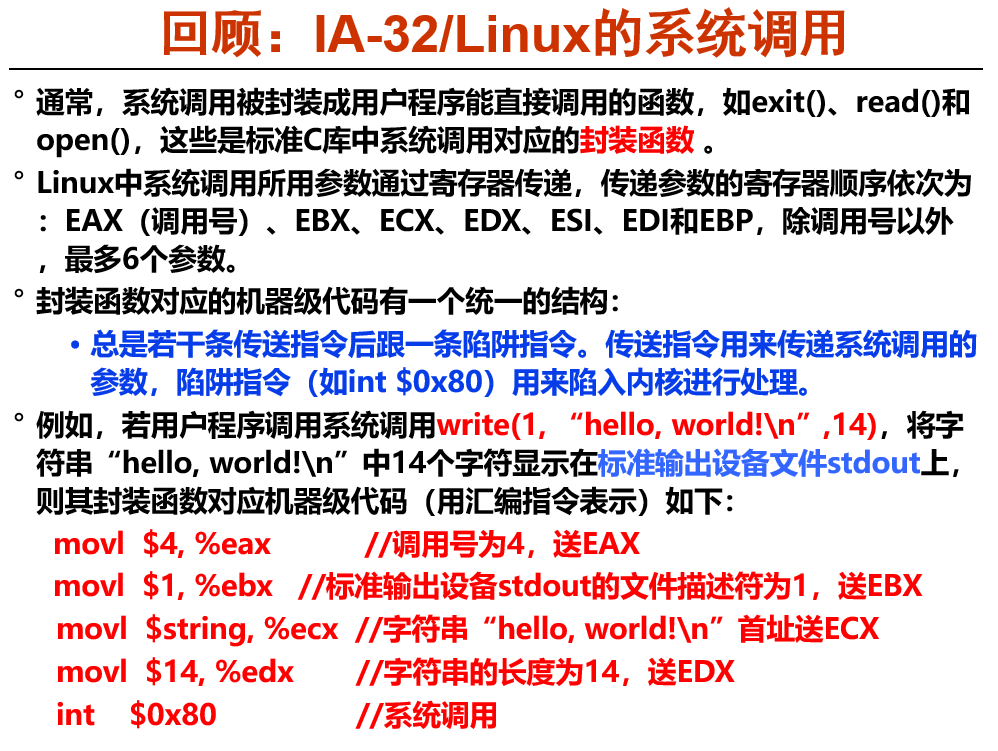 回顾：IA-32/Linux的系统调用
° 通常，系统调用被封装成用户程序能直接调用的函数，如exit()、read()和
open()，这些是标准C库中系统调用对应的封装函数 。
° Linux中系统调用所用参数通过寄存器传递，传递参数的寄存器顺序依次为
：EAX（调用号）、EBX、ECX、EDX、ESI、EDI和EBP，除调用号以外
，最多6个参数。
° 封装函数对应的机器级代码有一个统一的结构：
• 总是若干条传送指令后跟一条陷阱指令。传送指令用来传递系统调用的
参数，陷阱指令（如int $0x80）用来陷入内核进行处理。
° 例如，若用户程序调用系统调用write(1, “hello, world!\n”,14)，将字
符串“hello, world!\n”中14个字符显示在标准输出设备文件stdout上，
则其封装函数对应机器级代码（用汇编指令表示）如下：
movl $4, %eax //调用号为4，送EAX
movl $1, %ebx //标准输出设备stdout的文件描述符为1，送EBX
movl $string, %ecx //字符串“hello, world!\n”首址送ECX
movl $14, %edx //字符串的长度为14，送EDX
int $0x80 //系统调用